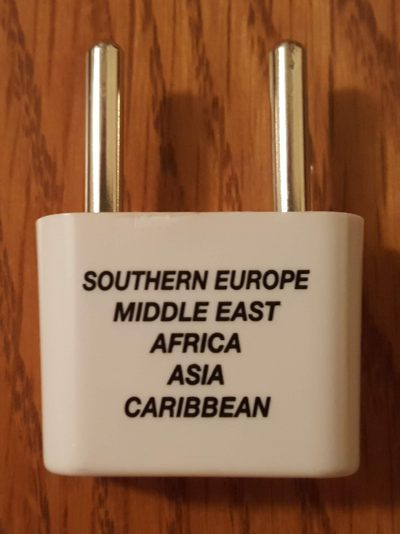 SOUTHERN EUROPE
MIDDLE EAST
AFRICA
ASIA
CARIBBEAN